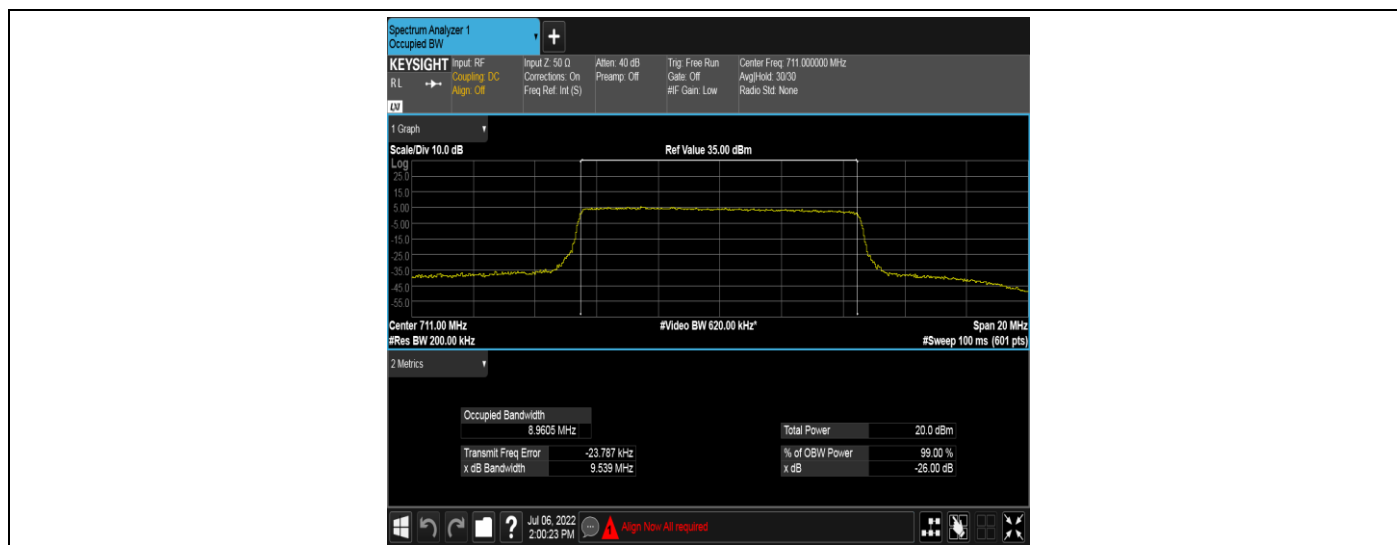 Spectrum Analyzer 1
Occupied BW
+
KEYSIGHT Input: RF Input Z: 50 Ω Atten: 40 dB Trig: Free Run Center Freq: 711.000000 MHz
RL Coupling: DC Corrections: On Preamp: Off Gate: Off Avg|Hold: 30/30
Align: Off Freq Ref: Int (S) #IF Gain: Low Radio Std: None
LXI
1 Graph
Scale/Div 10.0 dB Ref Value 35.00 dBm
Log
25.0
15.0
5.00
-5.00
-15.0
-25.0
-35.0
-45.0
-55.0
Center 711.00 MHz #Video BW 620.00 kHz* Span 20 MHz
#Res BW 200.00 kHz #Sweep 100 ms (601 pts)
2 Metrics
Occupied Bandwidth
8.9605 MHz Total Power 20.0 dBm
Transmit Freq Error -23.787 kHz % of OBW Power 99.00 %
x dB Bandwidth 9.539 MHz x dB -26.00 dB
? Jul 06, 2022
2:00:23 PM Align Now All required